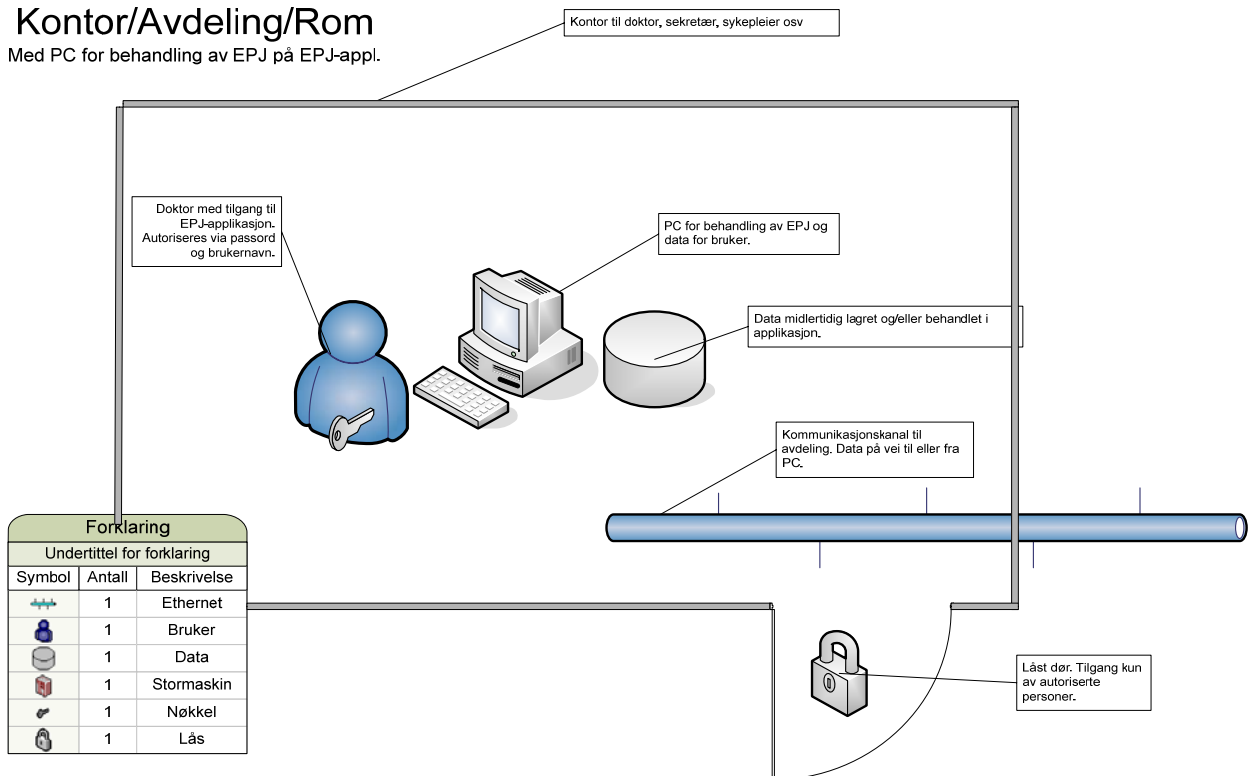 Kontor/Avdeling/Rom
Med PC for behandling av EPJ på EPJ-appl.
Kontor til doktor, sekretær, sykepleier osv
Doktor med tilgang til
EPJ-applikasjon.
Autoriseres via passord
og brukernavn.
PC for behandling av EPJ og
data for bruker.
Data midlertidig lagret og/eller behandlet i
applikasjon.
Kommunikasjonskanal til
avdeling. Data på vei til eller fra
PC.
Forklaring
Undertittel for forklaring
Symbol Antall Beskrivelse
1 Ethernet
1 Bruker
1 Data
1 Stormaskin
1 Nøkkel
1 Lås
Låst dør. Tilgang kun
av autoriserte
personer.